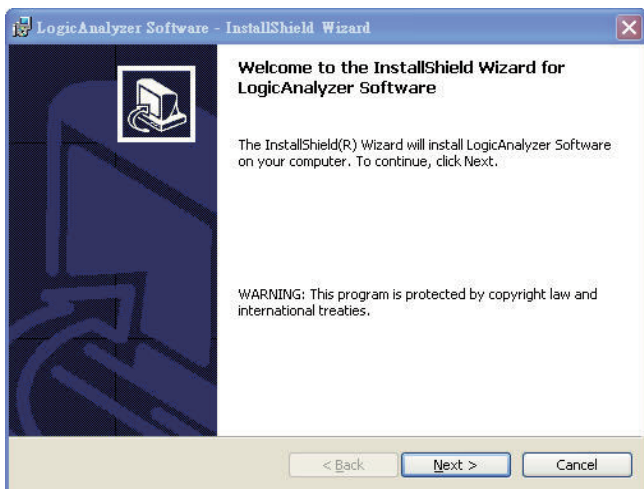 LogicAnalyzer Software - InstallShield Wizard
Welcome to the InstallShield Wizard for
LogicAnalyzer Software
The InstallShield(R) Wizard will install LogicAnalyzer Software
on your computer. To continue, click Next.
WARNING: This program is protected by copyright law and
international treaties.
< Back
Next >
Cancel